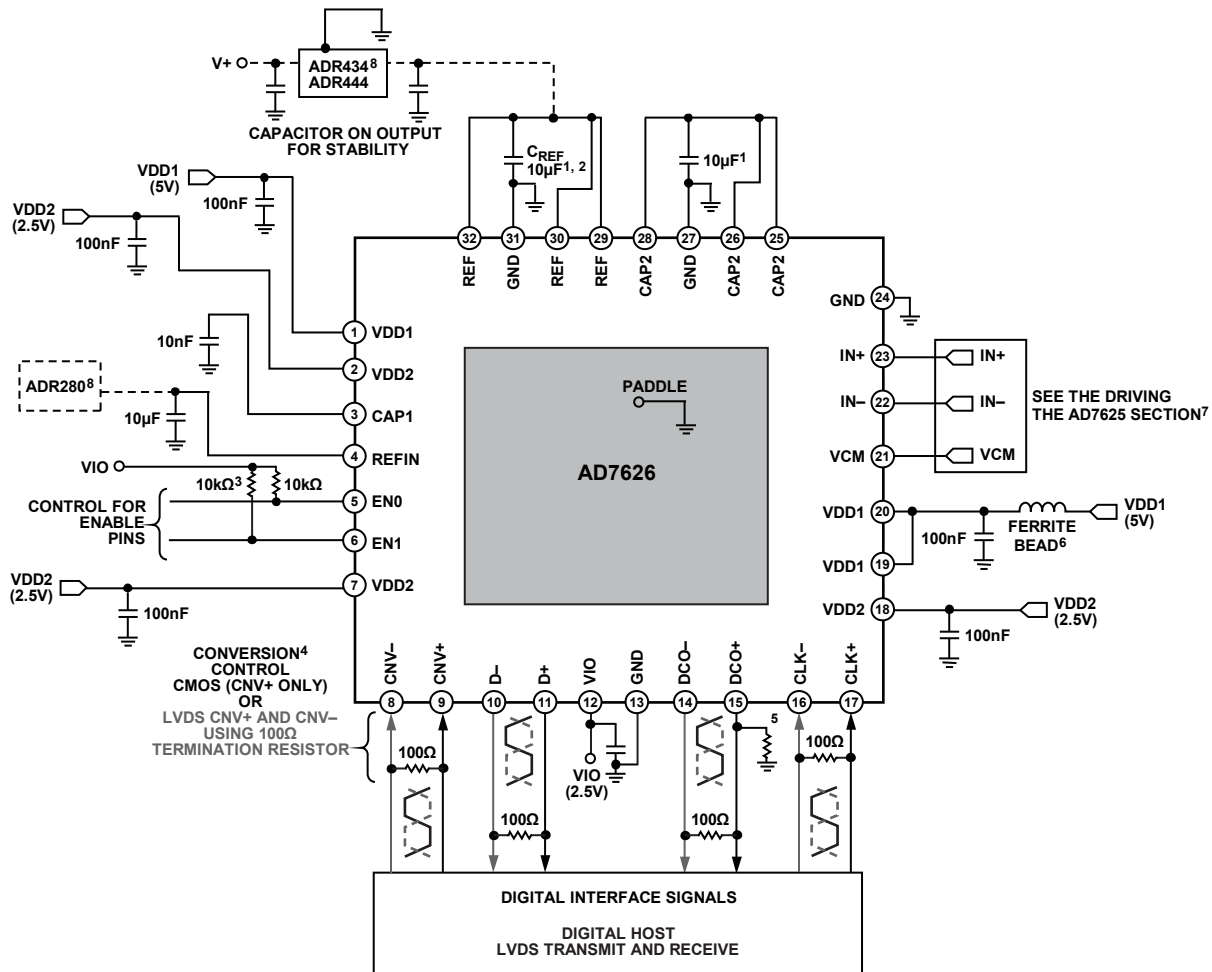 V+
ADR434⁸
ADR444
CAPACITOR ON OUTPUT
FOR STABILITY
VDD1
(5V)
100nF
VDD2
(2.5V)
100nF
C_REF
10µF¹, ²
10µF¹
32
31
30
29
28
27
26
25
REF
GND
REF
REF
CAP2
GND
CAP2
CAP2
10nF
ADR280⁸
10µF
VIO
10kΩ³
10kΩ
CONTROL FOR
ENABLE
PINS
VDD2
(2.5V)
100nF
1 VDD1
2 VDD2
3 CAP1
4 REFIN
5 EN0
6 EN1
7 VDD2
PADDLE
AD7626
GND 24
IN+ 23
IN– 22
VCM 21
VDD1 20
VDD1 19
VDD2 18
IN+
IN–
VCM
SEE THE DRIVING
THE AD7625 SECTION⁷
100nF
FERRITE
BEAD⁶
VDD1
(5V)
VDD2
(2.5V)
100nF
CONVERSION⁴
CONTROL
CMOS (CNV+ ONLY)
OR
LVDS CNV+ AND CNV–
USING 100Ω
TERMINATION RESISTOR
CNV–
CNV+
D–
D+
VIO
GND
DCO–
DCO+
CLK–
CLK+
8
9
10
11
12
13
14
15
16
17
100Ω
100Ω
VIO
(2.5V)
100Ω
5
100Ω
DIGITAL INTERFACE SIGNALS
DIGITAL HOST
LVDS TRANSMIT AND RECEIVE